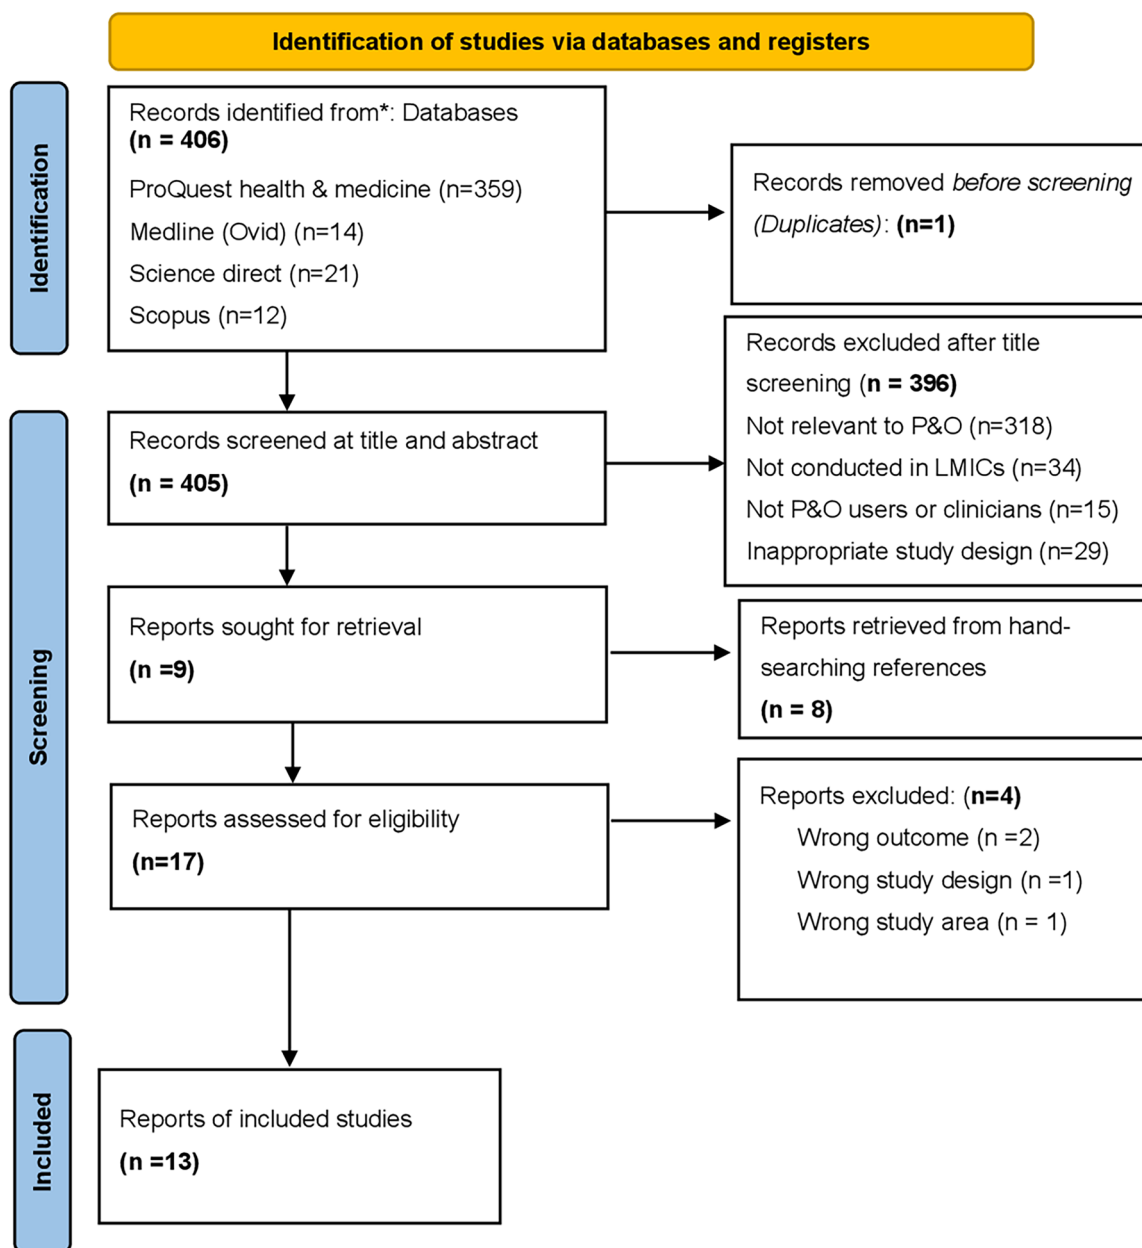 Identification of studies via databases and registers
Identification
Records identified from*: Databases
(n = 406)
ProQuest health & medicine (n=359)
Medline (Ovid) (n=14)
Science direct (n=21)
Scopus (n=12)
Records removed before screening
(Duplicates): (n=1)
Screening
Records screened at title and abstract
(n = 405)
Records excluded after title
screening (n = 396)
Not relevant to P&O (n=318)
Not conducted in LMICs (n=34)
Not P&O users or clinicians (n=15)
Inappropriate study design (n=29)
Reports sought for retrieval
(n =9)
Reports retrieved from hand-
searching references
(n = 8)
Reports assessed for eligibility
(n=17)
Reports excluded: (n=4)
Wrong outcome (n =2)
Wrong study design (n =1)
Wrong study area (n = 1)
Included
Reports of included studies
(n =13)